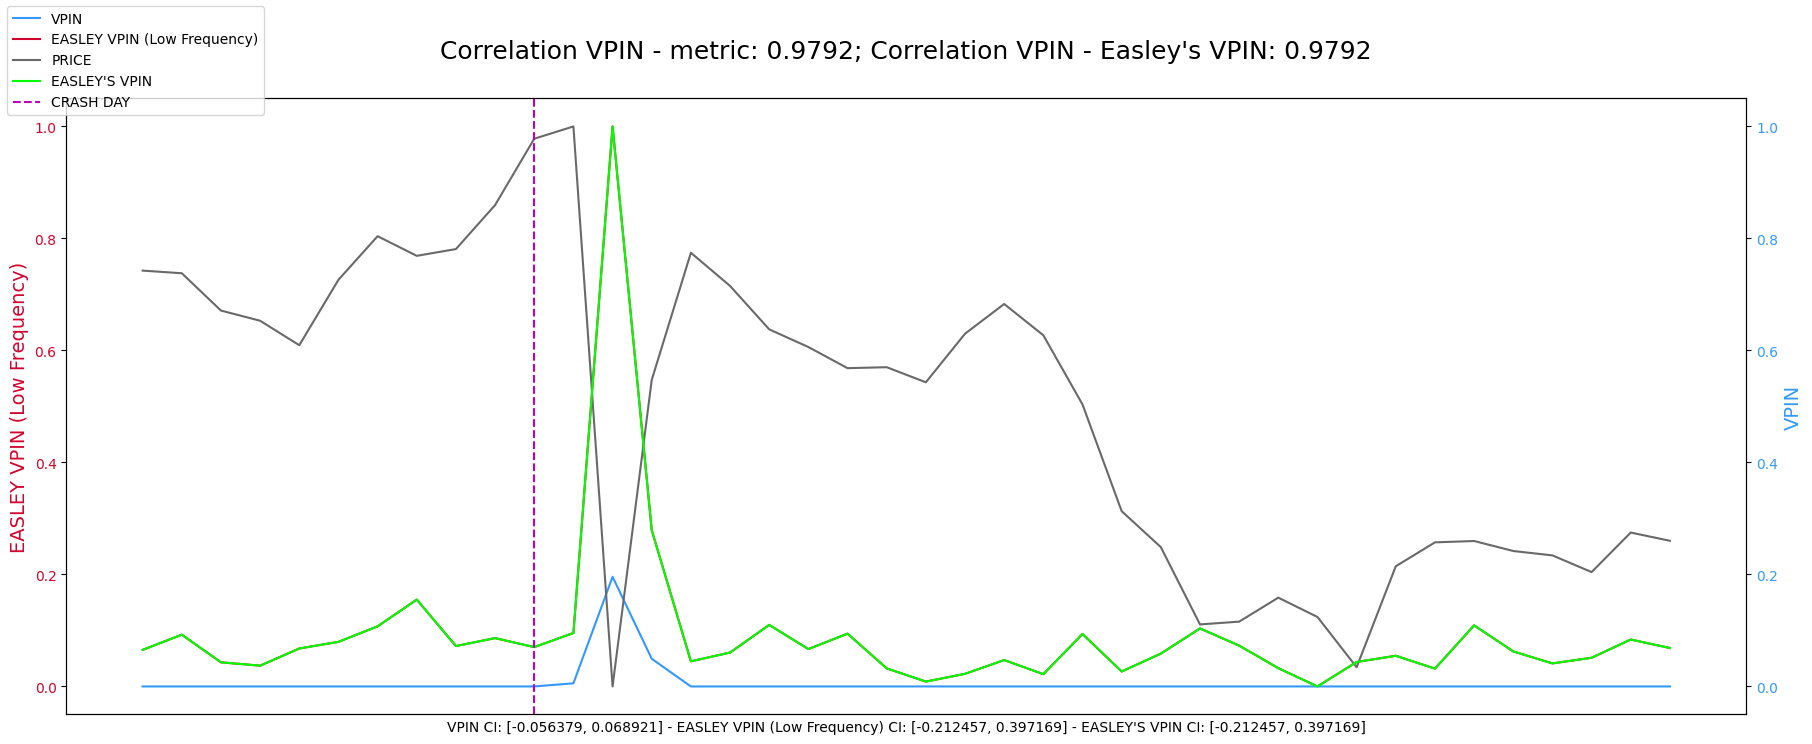 VPIN
EASLEY VPIN (Low Frequency)
PRICE
EASLEY'S VPIN
CRASH DAY
Correlation VPIN - metric: 0.9792; Correlation VPIN - Easley's VPIN: 0.9792
EASLEY VPIN (Low Frequency)
1.0
0.8
0.6
0.4
0.2
0.0
1.0
0.8
0.6
0.4
0.2
0.0
VPIN
VPIN CI: [-0.056379, 0.068921] - EASLEY VPIN (Low Frequency) CI: [-0.212457, 0.397169] - EASLEY'S VPIN CI: [-0.212457, 0.397169]